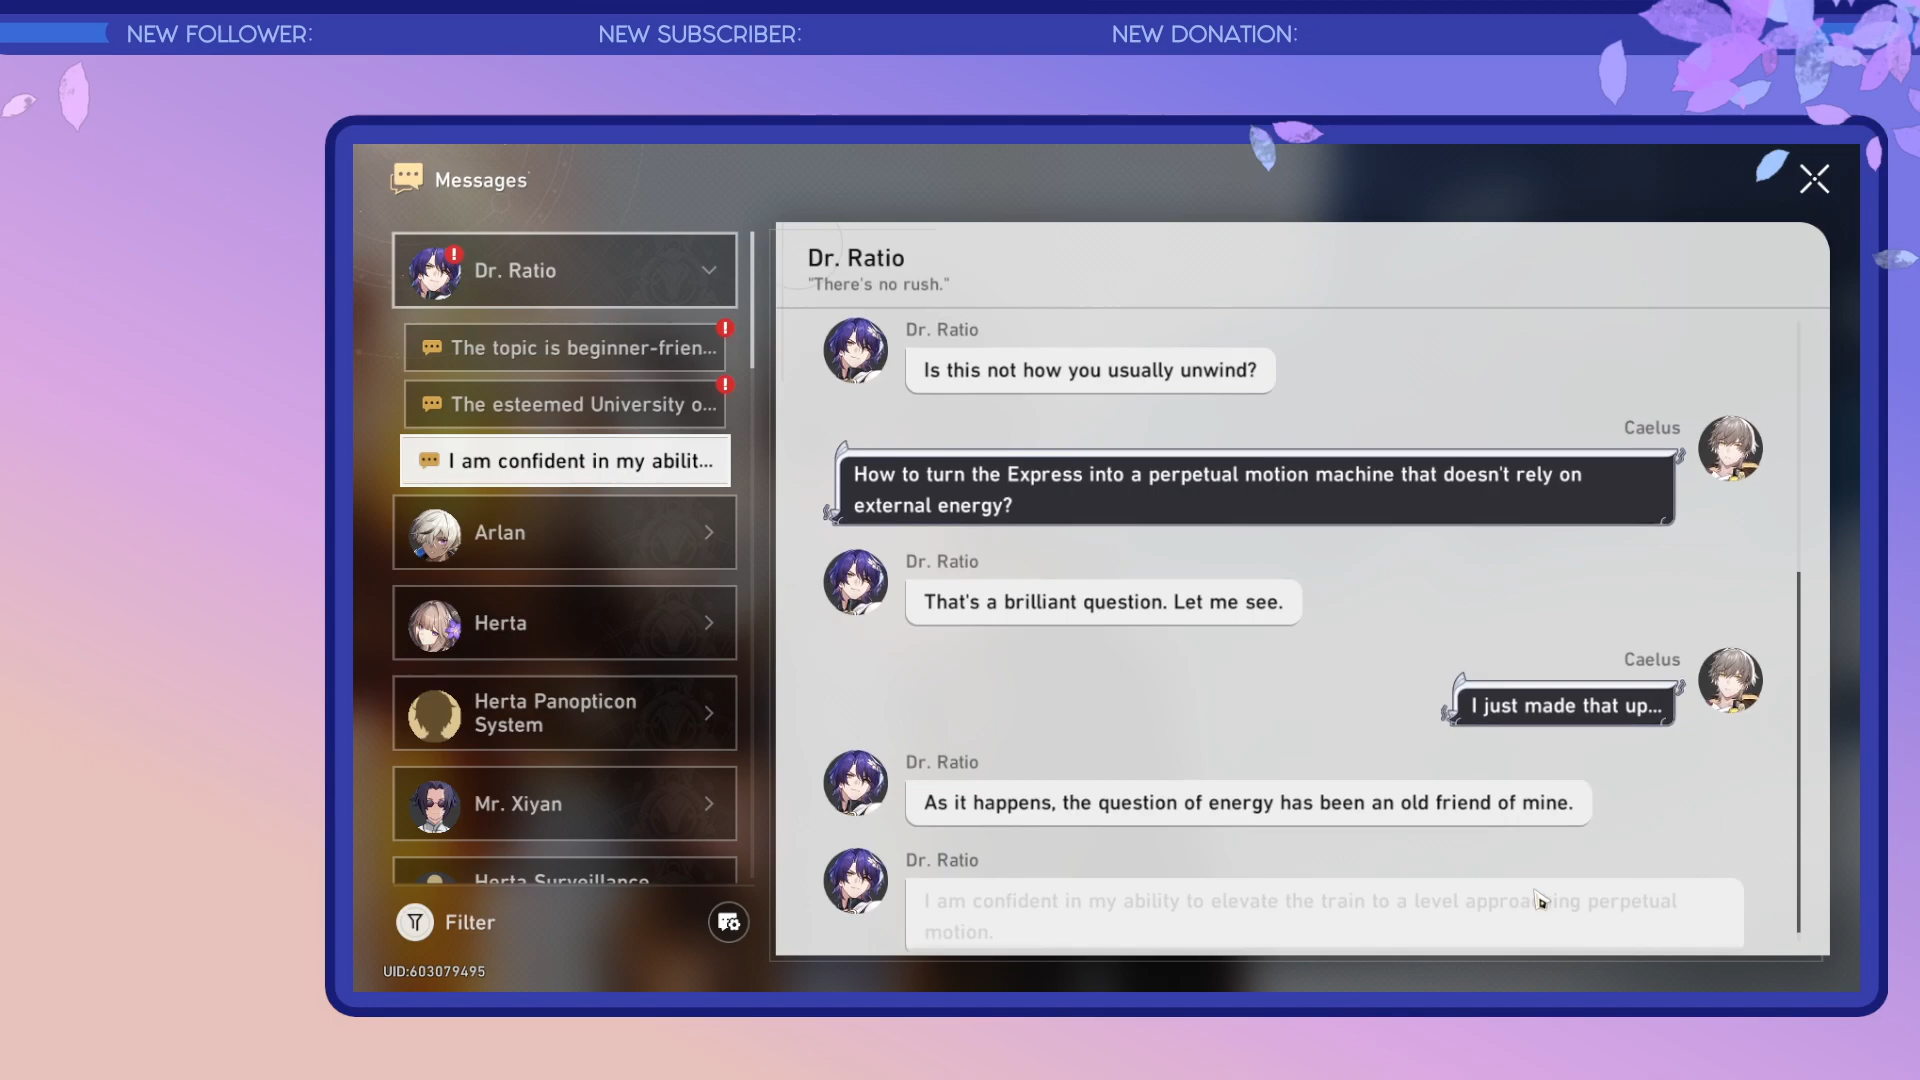 NEW FOLLOWER:
NEW SUBSCRIBER:
NEW DONATION:
Messages
Dr. Ratio
The topic is beginner-frien...
The esteemed University o...
I am confident in my abilit...
Arlan
Herta
Herta Panopticon
System
Mr. Xiyan
Herta Surveillance
Filter
UID:603079495
Dr. Ratio
"There's no rush."
Dr. Ratio
Is this not how you usually unwind?
Caelus
How to turn the Express into a perpetual motion machine that doesn't rely on
external energy?
Dr. Ratio
That's a brilliant question. Let me see.
Caelus
I just made that up...
Dr. Ratio
As it happens, the question of energy has been an old friend of mine.
Dr. Ratio
I am confident in my ability to elevate the train to a level approaching perpetual
motion.